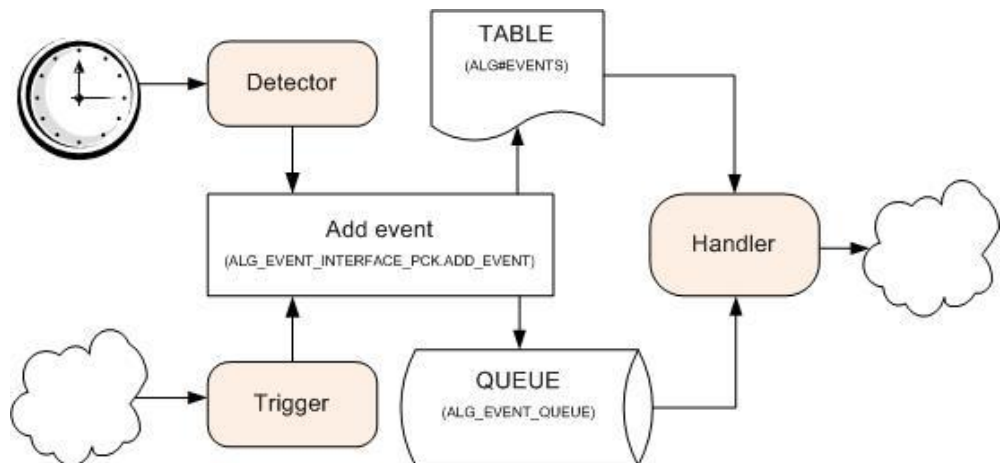 TABLE
(ALG#EVENTS)
Detector
Add event
(ALG_EVENT_INTERFACE_PCK.ADD_EVENT)
Handler
Trigger
QUEUE
(ALG_EVENT_QUEUE)